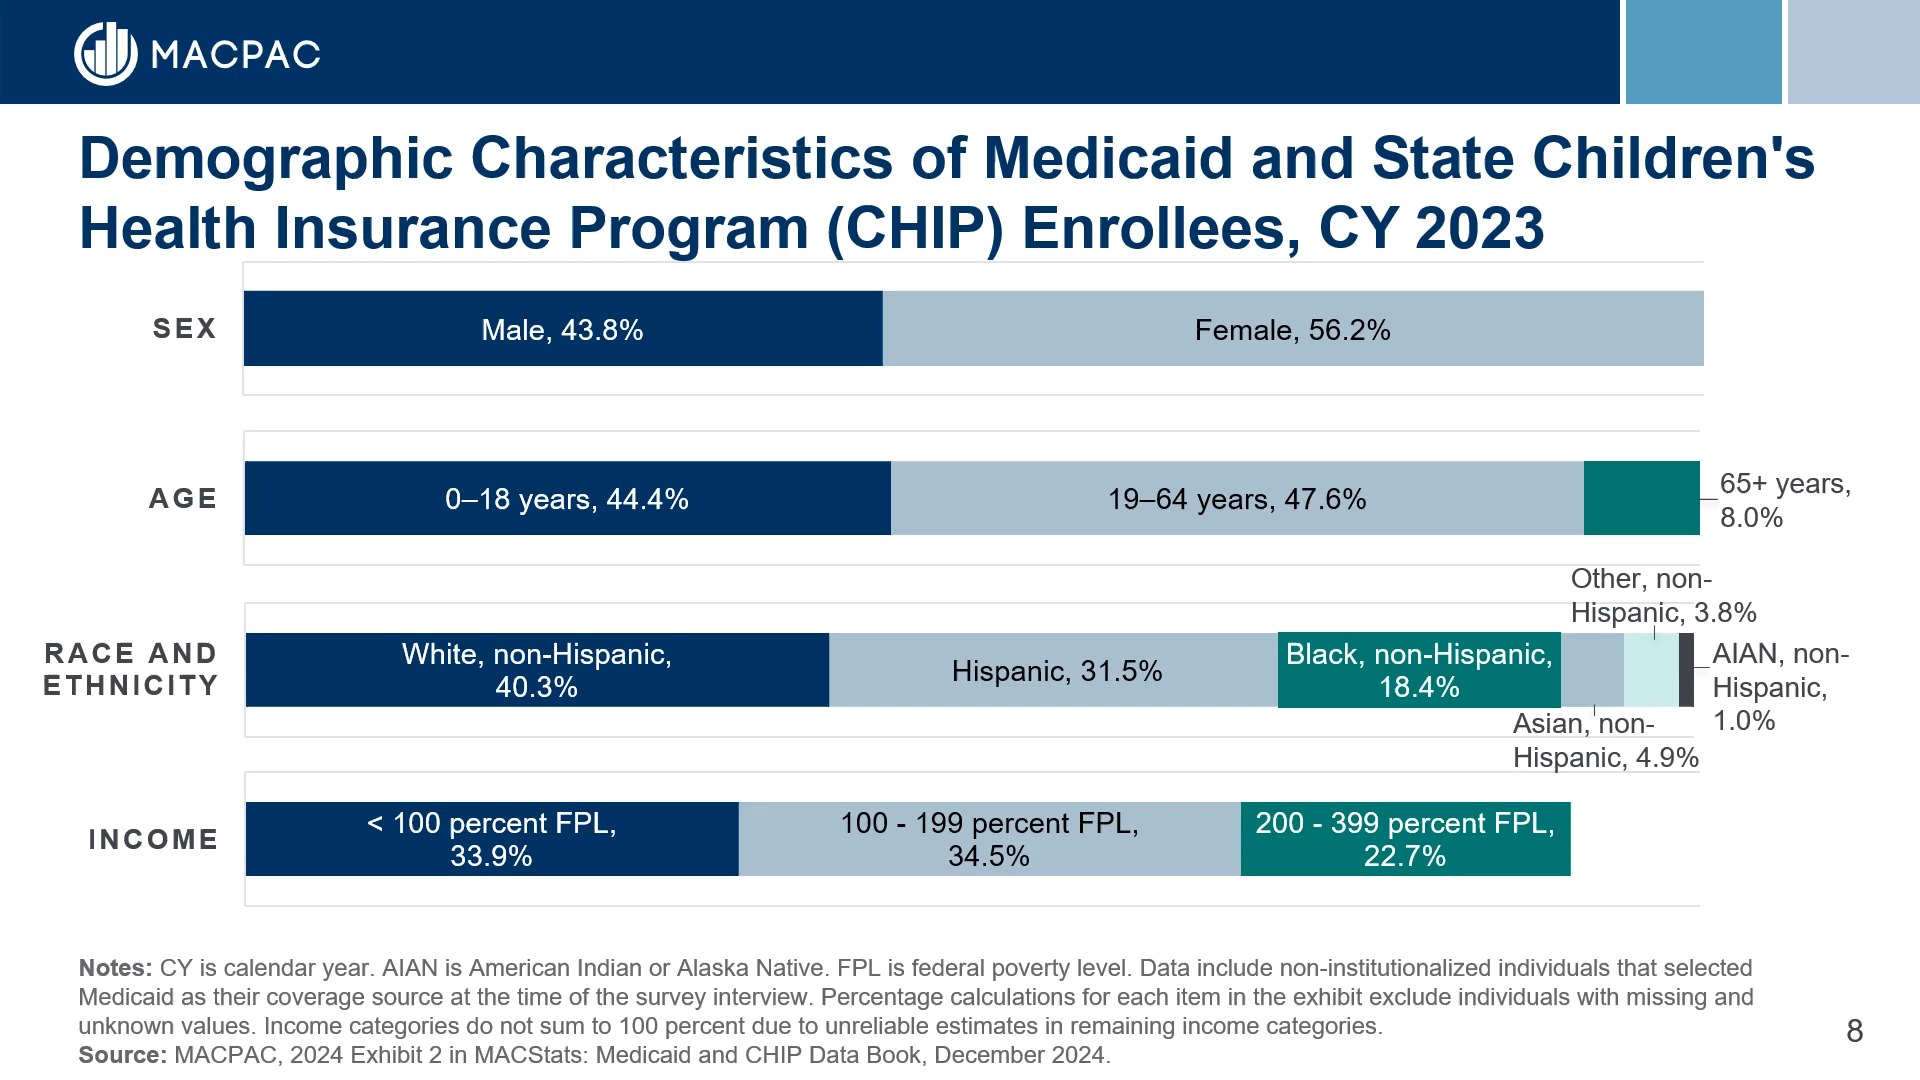 MACPAC
Demographic Characteristics of Medicaid and State Children's
Health Insurance Program (CHIP) Enrollees, CY 2023
SEX
Male, 43.8%
Female, 56.2%
AGE
0–18 years, 44.4%
19–64 years, 47.6%
65+ years,
8.0%
RACE AND
ETHNICITY
White, non-Hispanic,
40.3%
Hispanic, 31.5%
Black, non-Hispanic,
18.4%
Asian, non-
Hispanic, 4.9%
Other, non-
Hispanic, 3.8%
AIAN, non-
Hispanic,
1.0%
INCOME
< 100 percent FPL,
33.9%
100 - 199 percent FPL,
34.5%
200 - 399 percent FPL,
22.7%
Notes: CY is calendar year. AIAN is American Indian or Alaska Native. FPL is federal poverty level. Data include non-institutionalized individuals that selected
Medicaid as their coverage source at the time of the survey interview. Percentage calculations for each item in the exhibit exclude individuals with missing and
unknown values. Income categories do not sum to 100 percent due to unreliable estimates in remaining income categories.
Source: MACPAC, 2024 Exhibit 2 in MACStats: Medicaid and CHIP Data Book, December 2024.
8